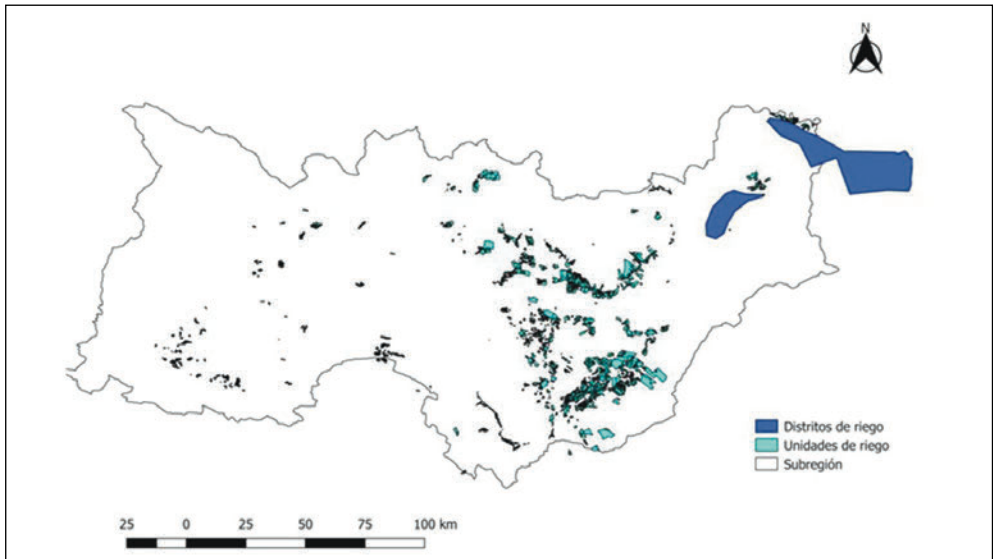 N
Distritos de riego
Unidades de riego
Subregión
25 0 25 50 75 100 km